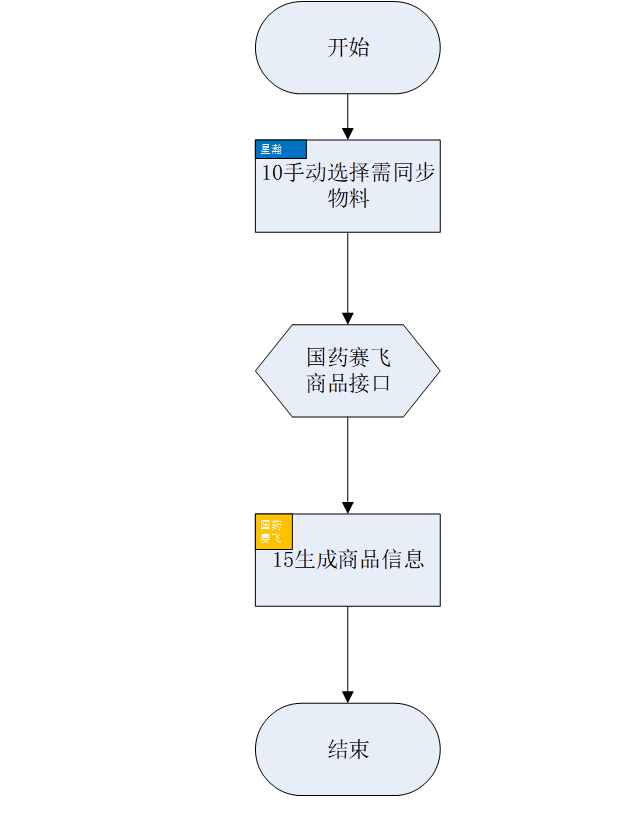 开始
星瀚
10手动选择需同步
物料
国药赛飞
商品接口
国药
赛飞
15生成商品信息
结束